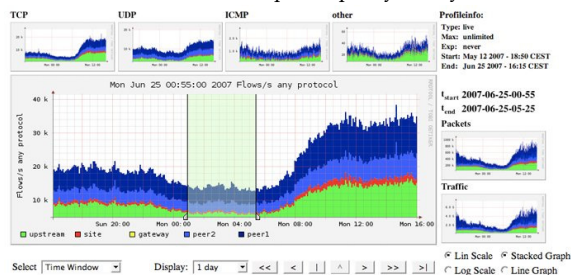 TCP
UDP
ICMP
other
Profileinfo:
Type: live
Max: unlimited
Exp: never
Start: May 12 2007 - 18:50 CEST
End: Jun 25 2007 - 16:15 CEST
t start 2007-06-25-00-55
t end 2007-06-25-05-25
Packets
Traffic
Mon Jun 25 00:55:00 2007 Flows/s any protocol
Flows/s any protocol
40 k
30 k
20 k
10 k
Sun 20:00 Mon 00:00 Mon 04:00 Mon 08:00 Mon 12:00 Mon 16:00
upstream site gateway peer2 peer1
Lin Scale Stacked Graph
Log Scale Line Graph
Select Time Window Display: 1 day << < | ^ > >> >|